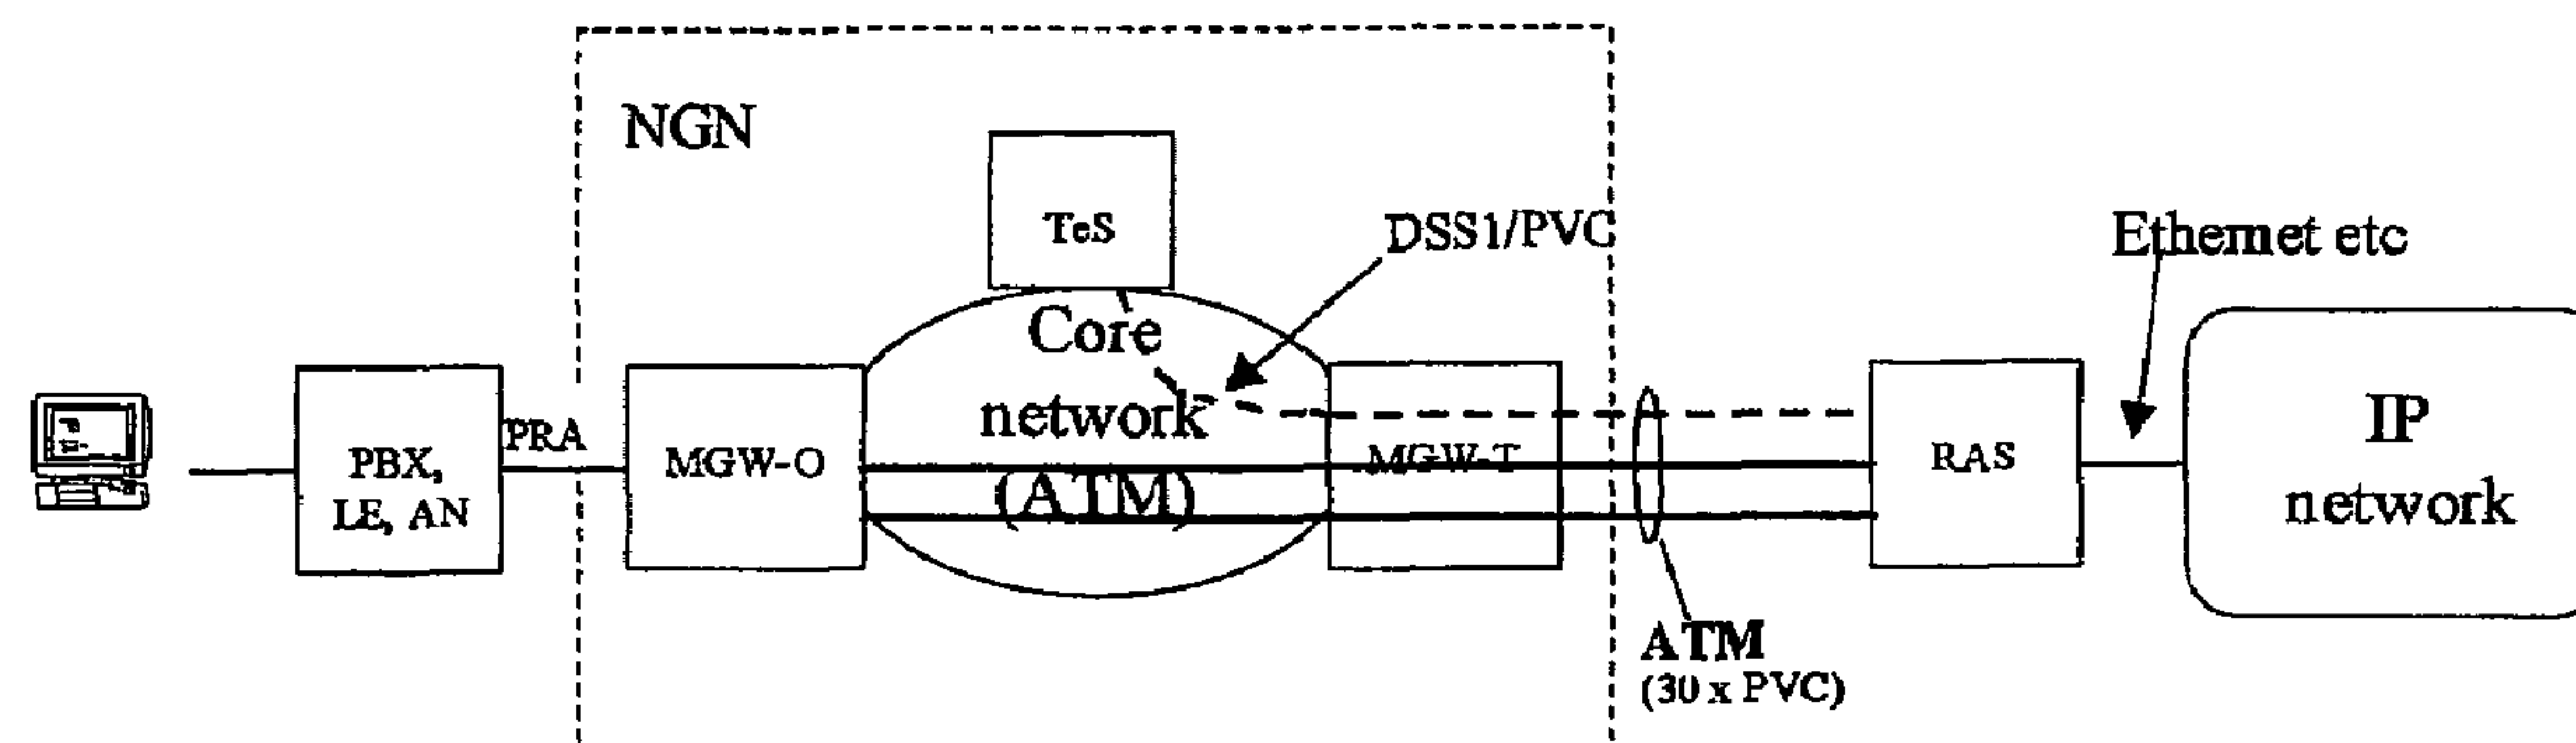 NGN
TeS
DSS1/PVC
Ethernet etc
Core
network
(ATM)
PBX,
LE, AN
PRA
MGW-O
MGW-T
RAS
IP
network
ATM
(30 x PVC)